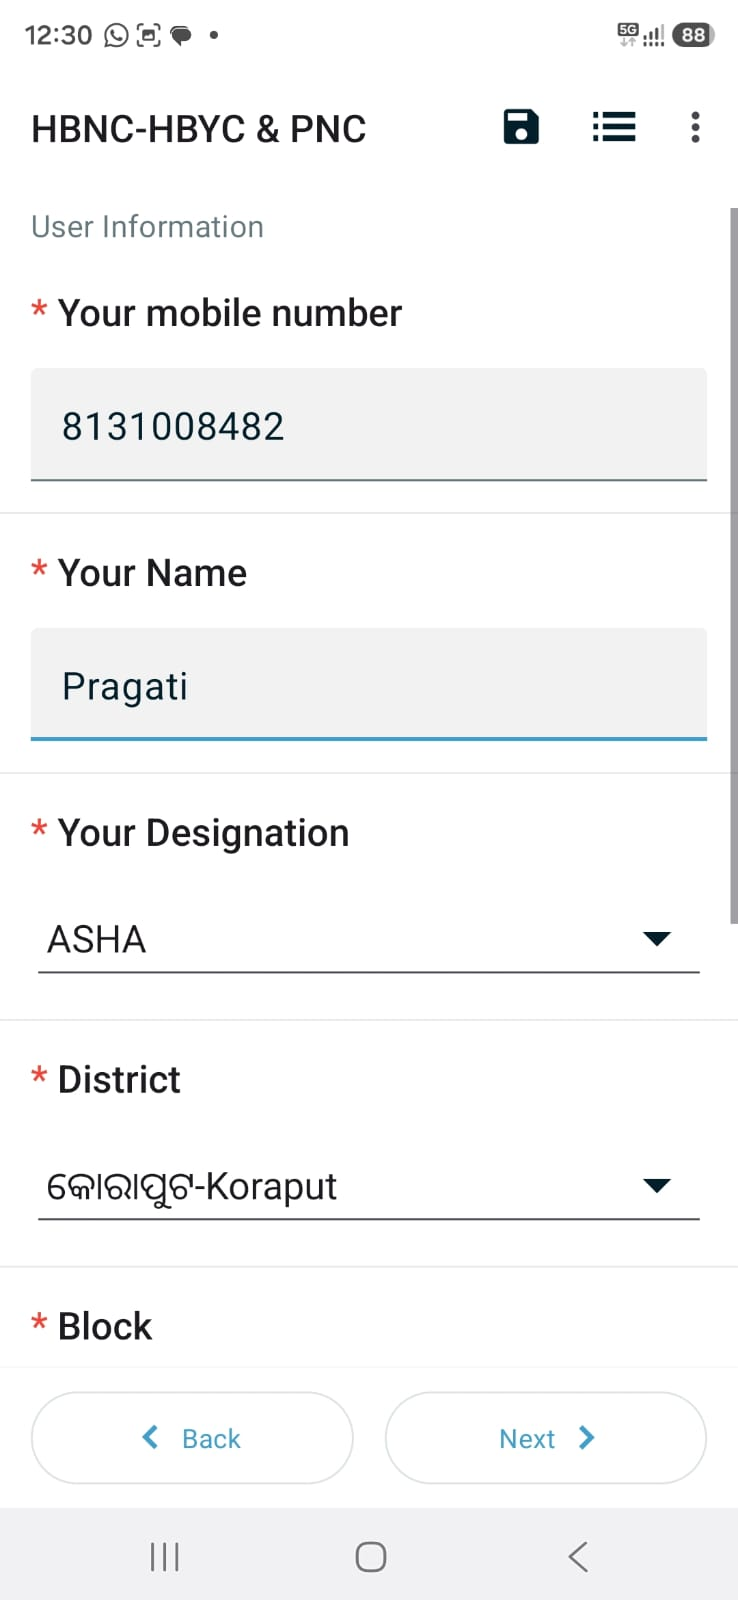 12:30
5G
88
HBNC-HBYC & PNC
User Information
* Your mobile number
8131008482
* Your Name
Pragati
* Your Designation
ASHA
* District
କୋରାପୁଟ-Koraput
* Block
Back
Next